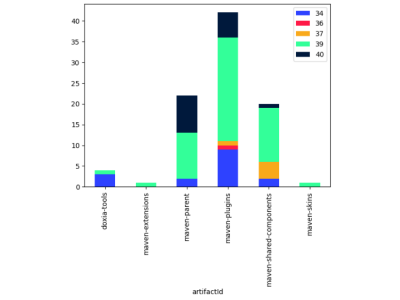 40
35
30
25
20
15
10
5
0
34
36
37
39
40
doxia-tools
maven-extensions
maven-parent
maven-plugins
maven-shared-components
maven-skins
artifactId